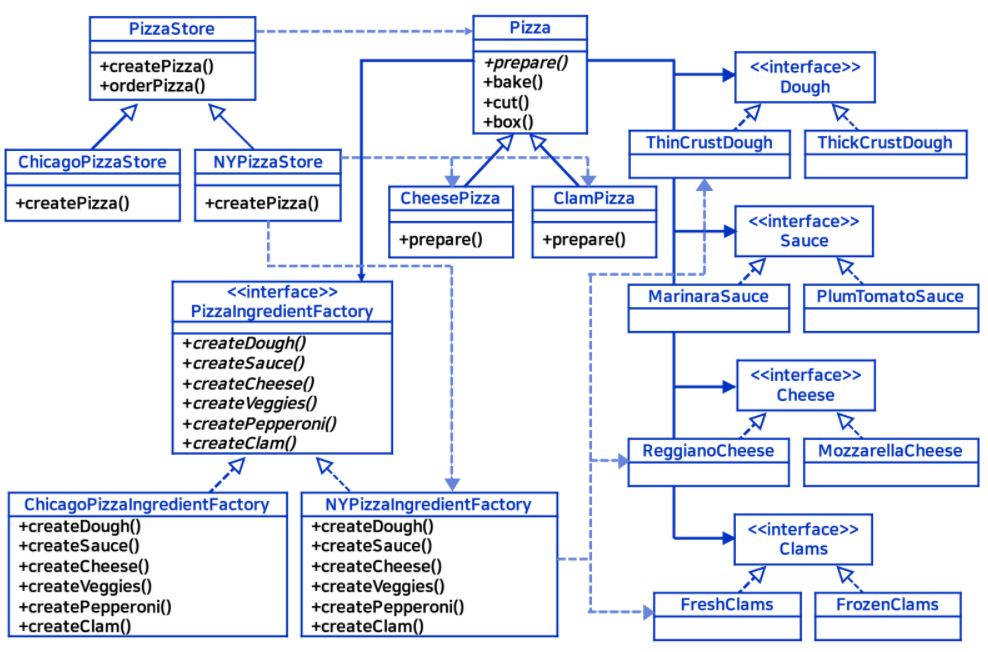 PizzaStore
+createPizza()
+orderPizza()
Pizza
+prepare()
+bake()
+cut()
+box()
<<interface>>
Dough
ThinCrustDough
ThickCrustDough
ChicagoPizzaStore
+createPizza()
NYPizzaStore
+createPizza()
CheesePizza
+prepare()
ClamPizza
+prepare()
<<interface>>
Sauce
MarinaraSauce
PlumTomatoSauce
<<interface>>
PizzaIngredientFactory
+createDough()
+createSauce()
+createCheese()
+createVeggies()
+createPepperoni()
+createClam()
<<interface>>
Cheese
ReggianoCheese
MozzarellaCheese
ChicagoPizzaIngredientFactory
+createDough()
+createSauce()
+createCheese()
+createVeggies()
+createPepperoni()
+createClam()
NYPizzaIngredientFactory
+createDough()
+createSauce()
+createCheese()
+createVeggies()
+createPepperoni()
+createClam()
<<interface>>
Clams
FreshClams
FrozenClams